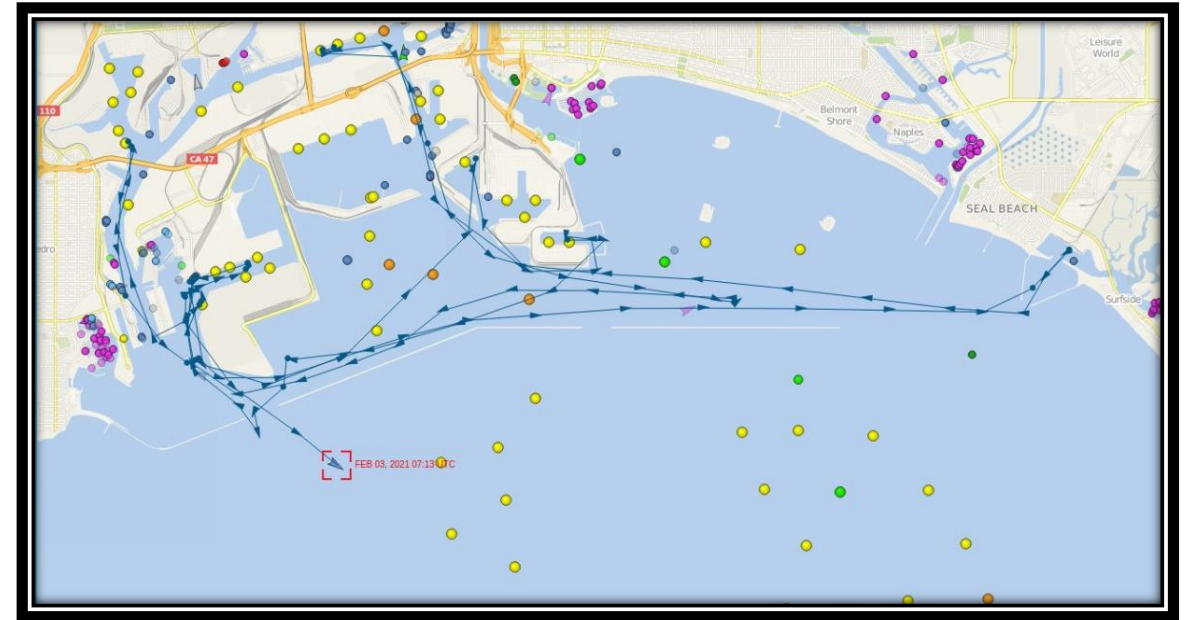 Leisure
World
110
Belmont
Shore
Naples
CA 47
SEAL BEACH
edro
Surfside
FEB 03, 2021 07:13 UTC